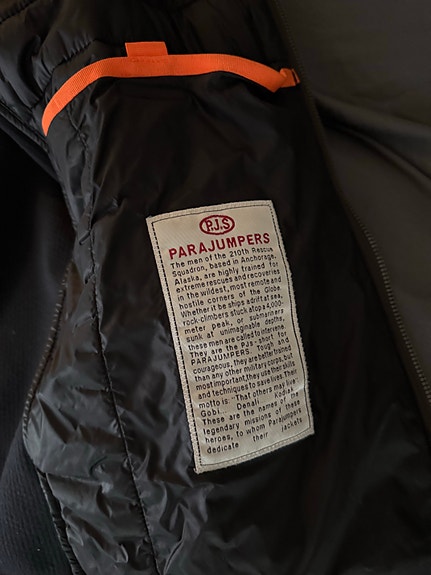 P.J.S
PARAJUMPERS
The men of the 210th Rescue
Squadron, based in Anchorage,
Alaska, are highly trained for
extreme rescues and recoveries
in the wildest, most remote and
hostile corners of the globe.
Whether it be ships adrift at sea,
rock-climbers stuck atop a 4,000
meter peak, or submariners
sunk at unimaginable depths,
these men are called to intervene.
They are the PJs - short for
PARAJUMPERS. Tough and
courageous, they are better trained
than any other military corps, but
most important, they use their skills
and techniques to save lives. Their
motto is: "That others may live"
Gobi... Denali... Kodiak...
These are the names of the
legendary missions of these
heroes, to whom Parajumpers
dedicate their jackets